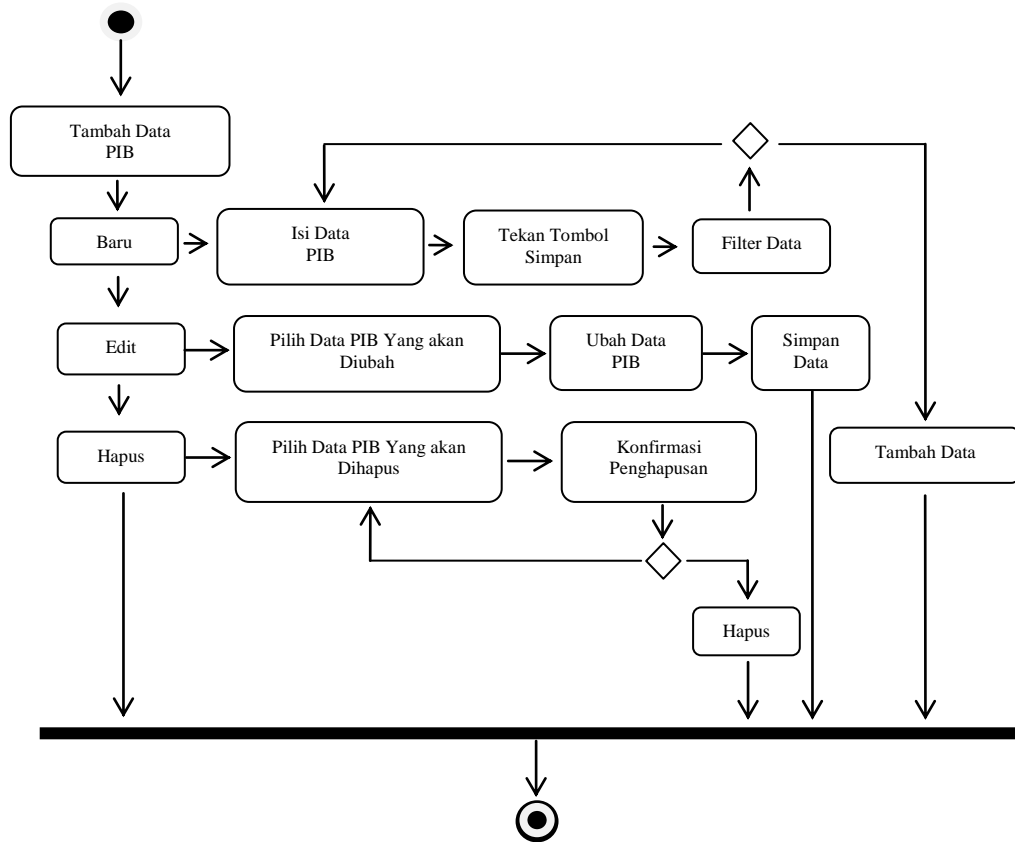 Tambah Data
PIB
Baru
Isi Data
PIB
Tekan Tombol
Simpan
Filter Data
Edit
Pilih Data PIB Yang akan
Diubah
Ubah Data
PIB
Simpan
Data
Hapus
Pilih Data PIB Yang akan
Dihapus
Konfirmasi
Penghapusan
Tambah Data
Hapus